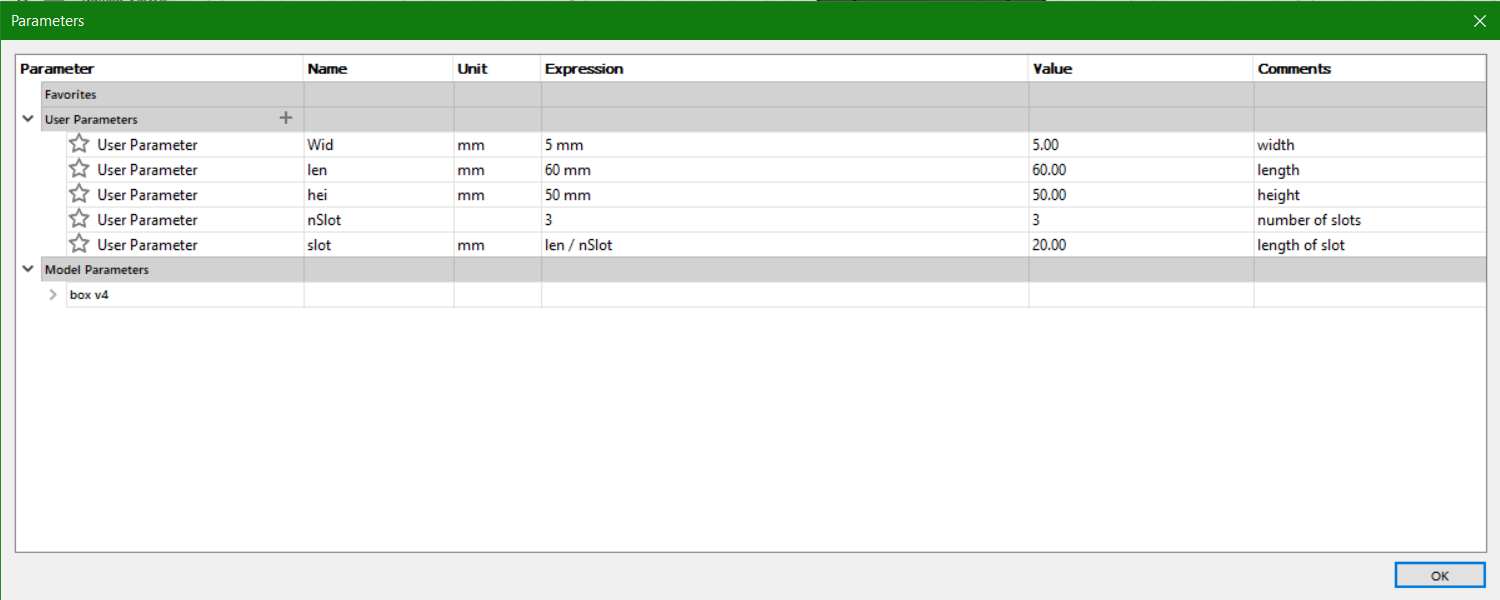 Parameters
Parameter Name Unit Expression Value Comments
Favorites
User Parameters +
User Parameter Wid mm 5 mm 5.00 width
User Parameter len mm 60 mm 60.00 length
User Parameter hei mm 50 mm 50.00 height
User Parameter nSlot 3 3 number of slots
User Parameter slot mm len / nSlot 20.00 length of slot
Model Parameters
box v4
OK